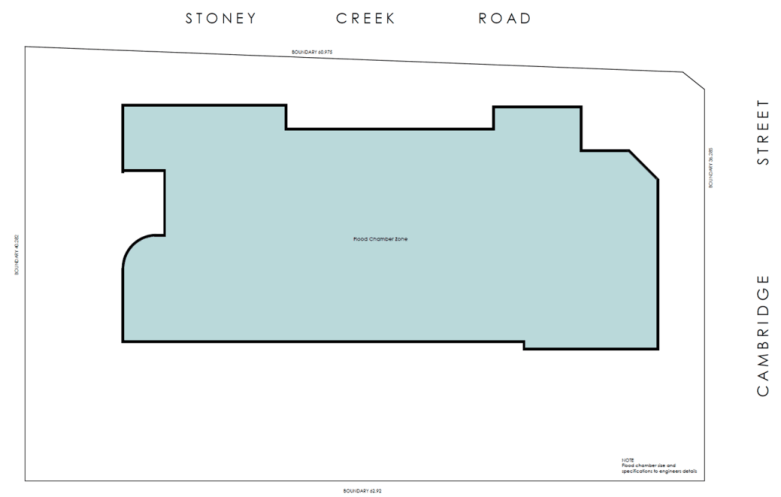 STONEY CREEK ROAD
BOUNDARY 60.975
STREET
CAMBRIDGE
Flood Chamber Zone
NOTE
Flood chamber size and
specifications to engineers details
BOUNDARY 62.92